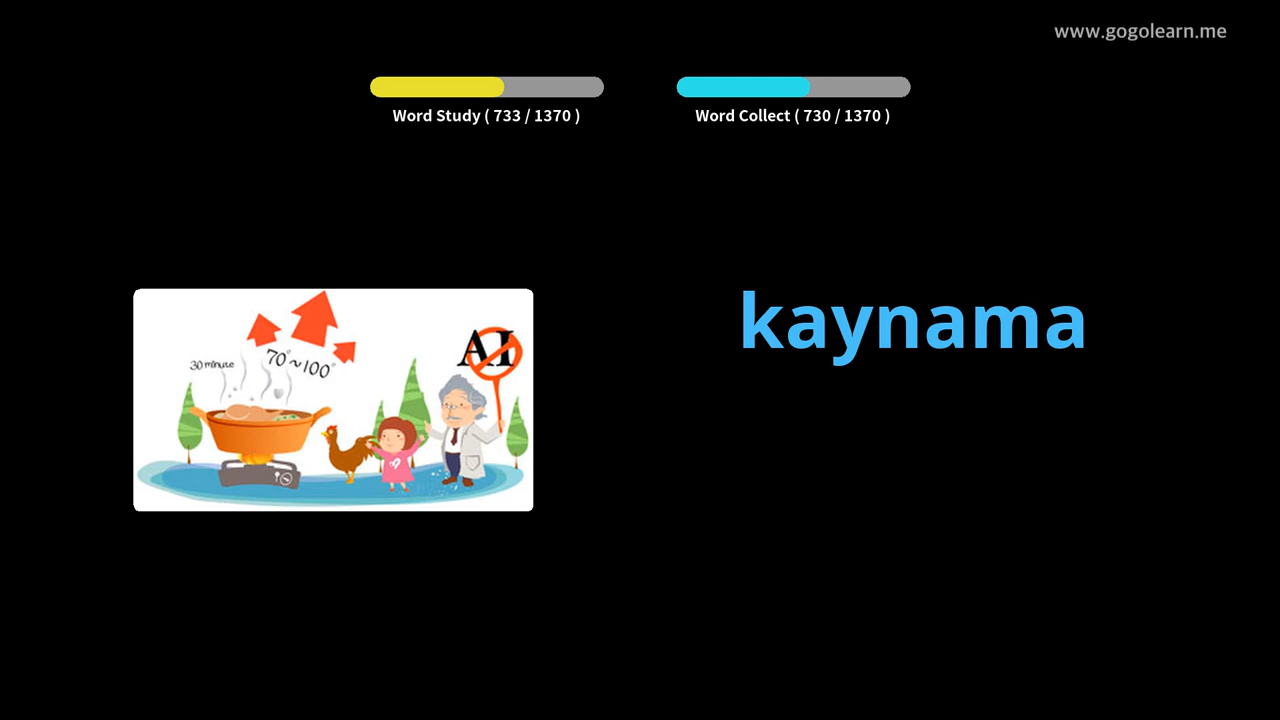 www.gogolearn.me
Word Study ( 733 / 1370 )
Word Collect ( 730 / 1370 )
kaynama
30 minute
70°~100°
AI